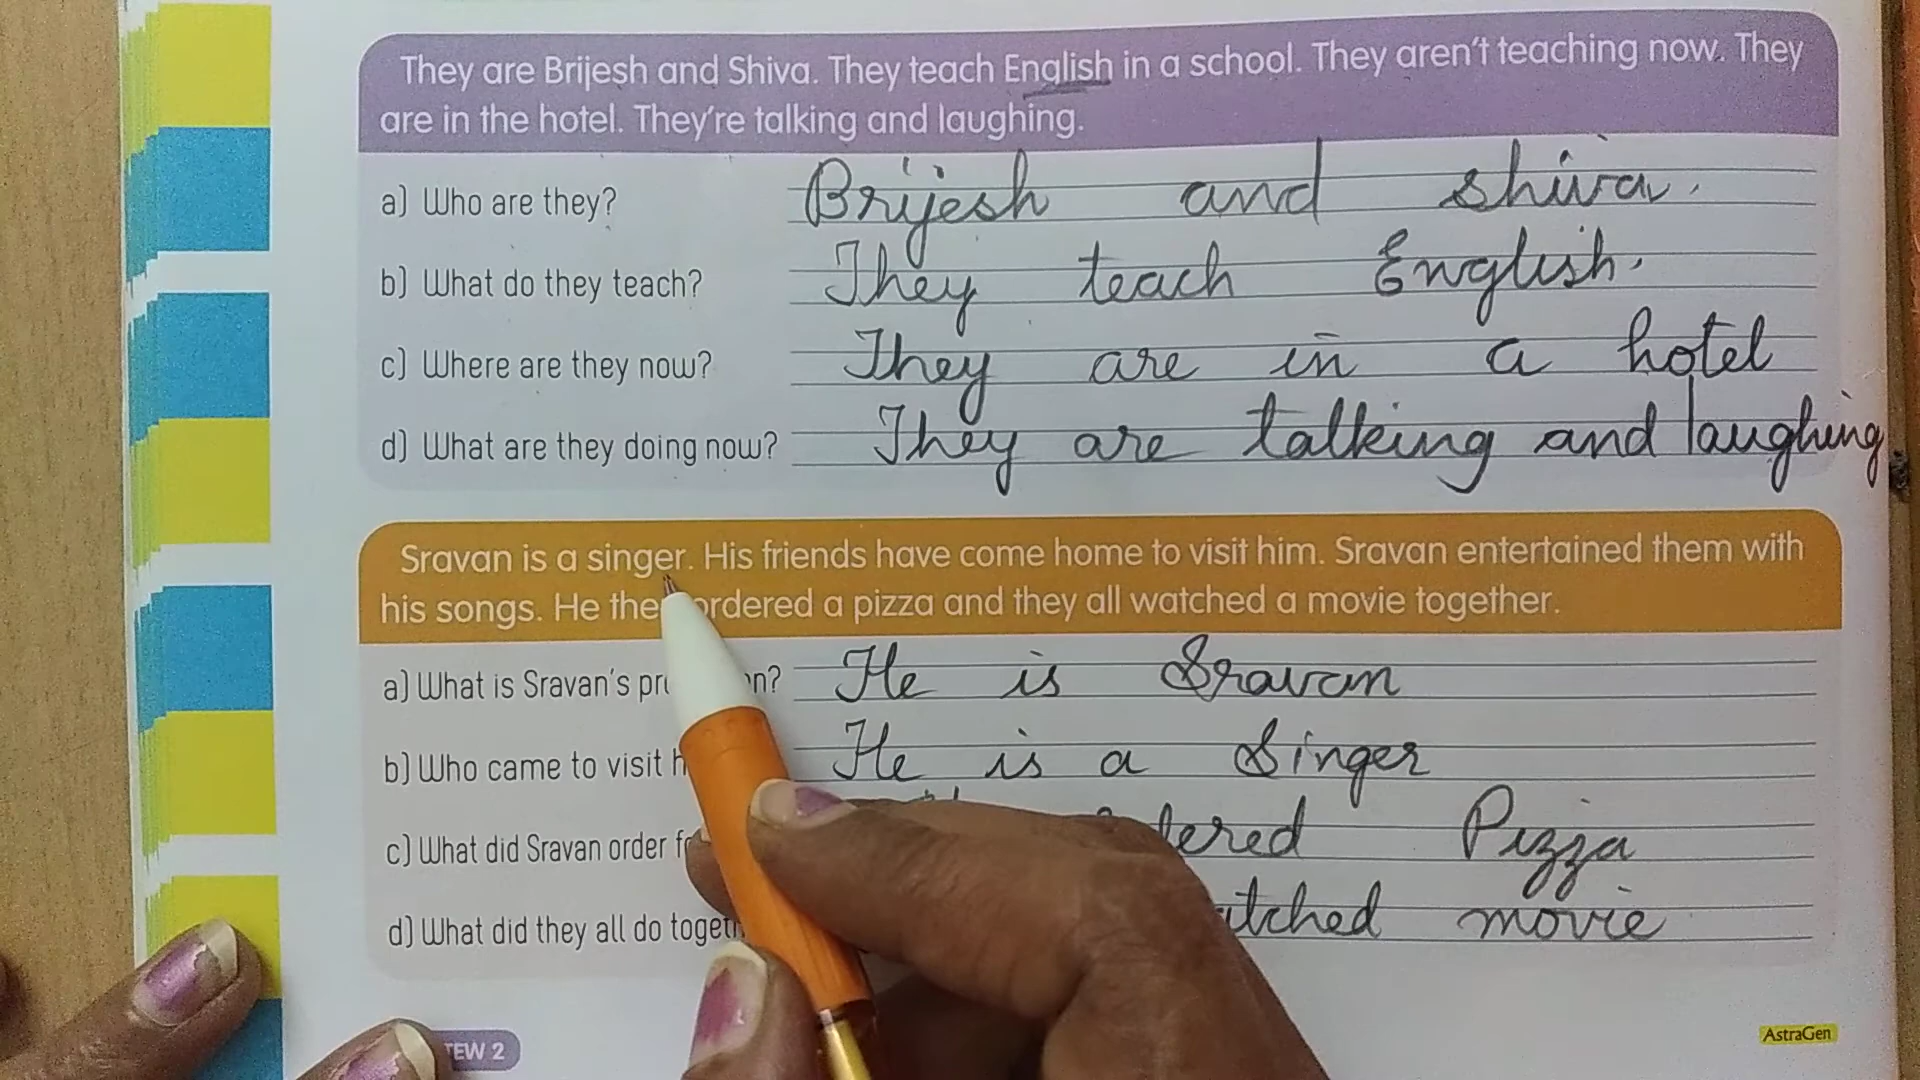 They are Brijesh and Shiva. They teach English in a school. They aren't teaching now. They
are in the hotel. They're talking and laughing.
a) Who are they? Brijesh and shiva.
b) What do they teach? They teach English.
c) Where are they now? They are in a hotel
d) What are they doing now? They are talking and laughing
Sravan is a singer. His friends have come home to visit him. Sravan entertained them with
his songs. He the ordered a pizza and they all watched a movie together.
a) What is Sravan's He is Sravan
b) Who came to visit He is a Singer
c) What did Sravan order Pizza
d) What did they all do movie
TEW 2
AstraGen